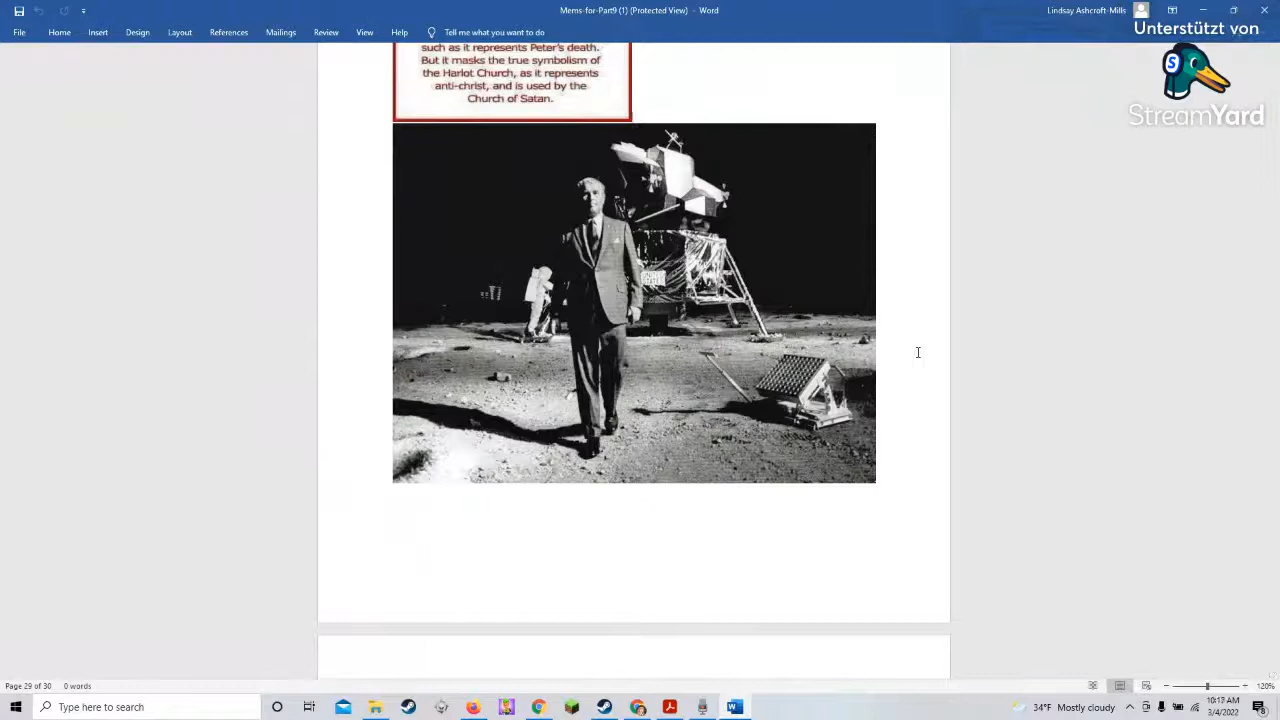 Mems-for-Part9 (1) (Protected View) - Word
Lindsay Ashcroft-Mills
File Home Insert Design Layout References Mailings Review View Help Tell me what you want to do
Unterstützt von
StreamYard
such as it represents Peter's death.
But it masks the true symbolism of
the Harlot Church, as it represents
anti-christ, and is used by the
Church of Satan.
UNITED
STATES
Page 29 of 30 0 words
120%
Type here to search
34°F Mostly cloudy
10:13 AM
3/4/2022